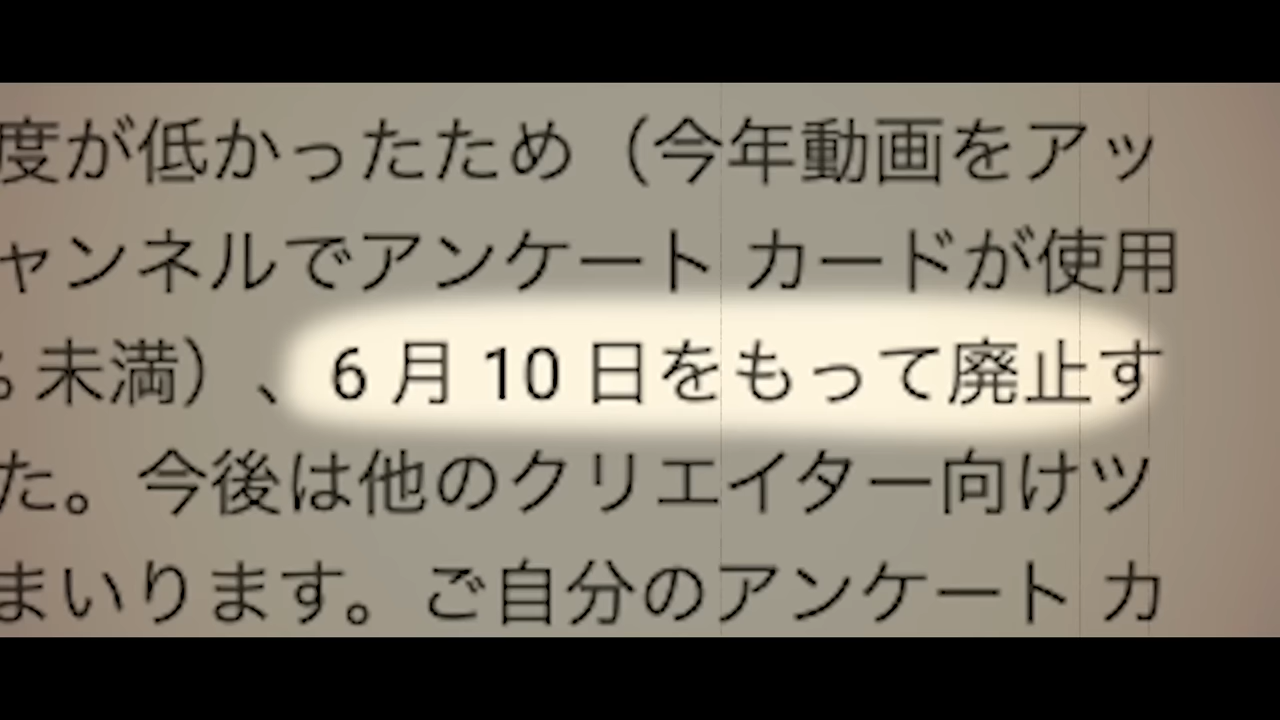 度が低かったため（今年動画をアッ
ャンネルでアンケート カードが使用
% 未満）、6 月 10 日をもって廃止す
た。今後は他のクリエイター向けツ
まいります。ご自分のアンケート カ